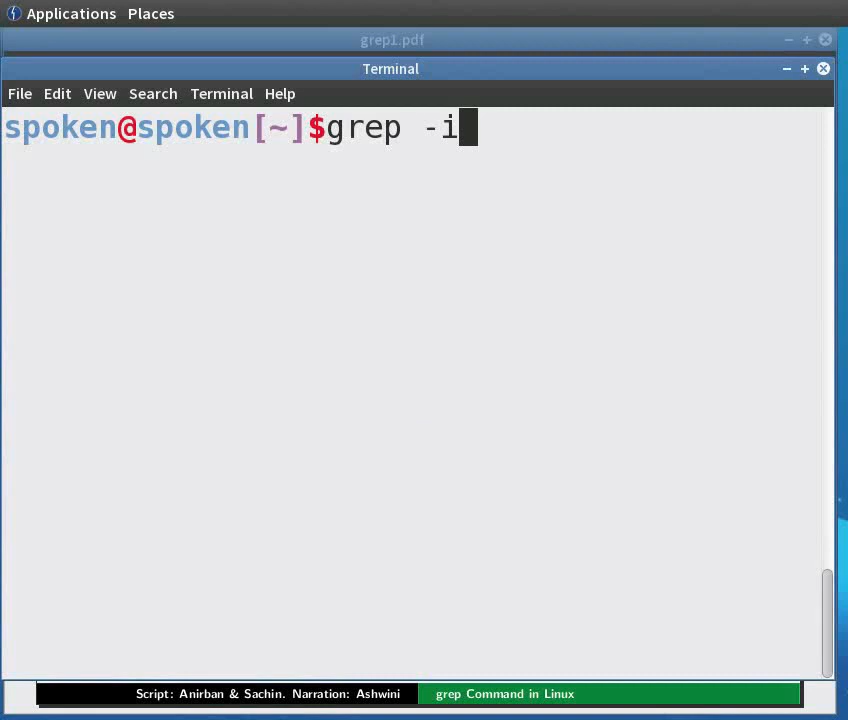 Applications Places
grep1.pdf
Terminal
File Edit View Search Terminal Help
spoken@spoken[~]$grep -i
Script: Anirban & Sachin. Narration: Ashwini grep Command in Linux